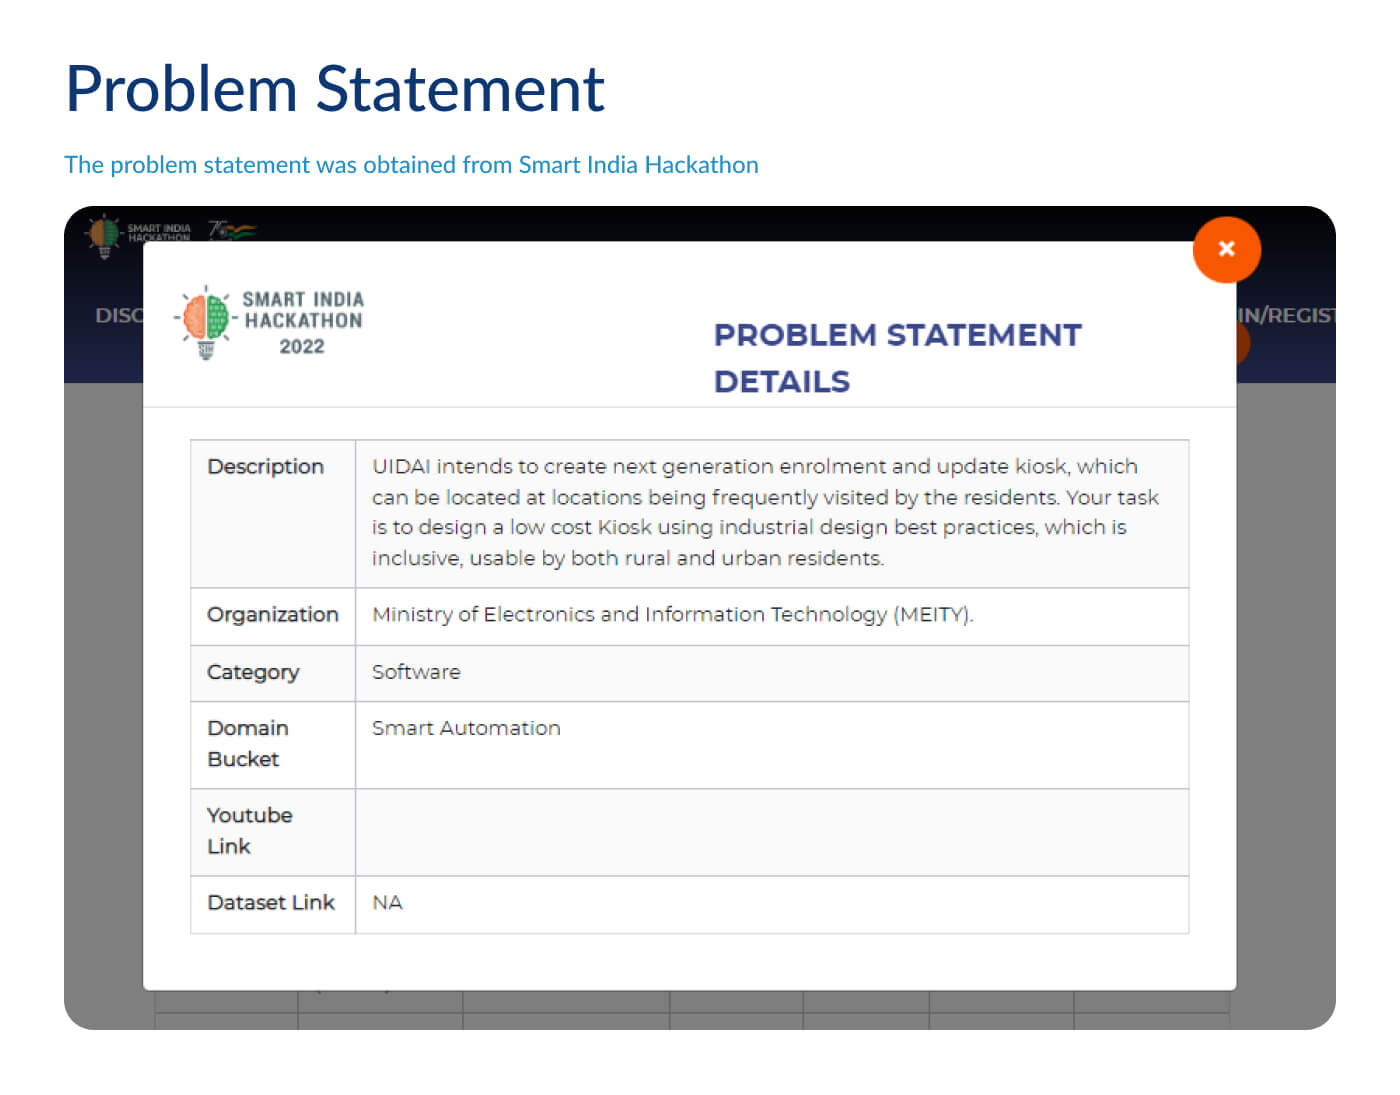 Problem Statement
The problem statement was obtained from Smart India Hackathon
SMART INDIA
HACKATHON
DISC
IN/REGIST
SMART INDIA
HACKATHON
2022
PROBLEM STATEMENT
DETAILS
Description
UIDAI intends to create next generation enrolment and update kiosk, which
can be located at locations being frequently visited by the residents. Your task
is to design a low cost Kiosk using industrial design best practices, which is
inclusive, usable by both rural and urban residents.
Organization
Ministry of Electronics and Information Technology (MEITY).
Category
Software
Domain
Bucket
Smart Automation
Youtube
Link
Dataset Link
NA